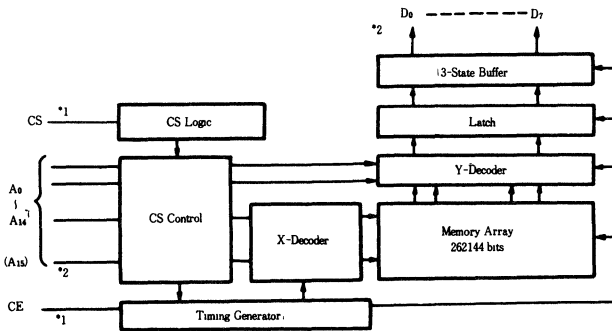 D₀ D₇
*2
3-State Buffer
CS *1
CS Logic
Latch
Y-Decoder
A₀
~
A₁₄
CS Control
X-Decoder
Memory Array
262144 bits
(A₁₅) *2
CE *1
Timing Generator